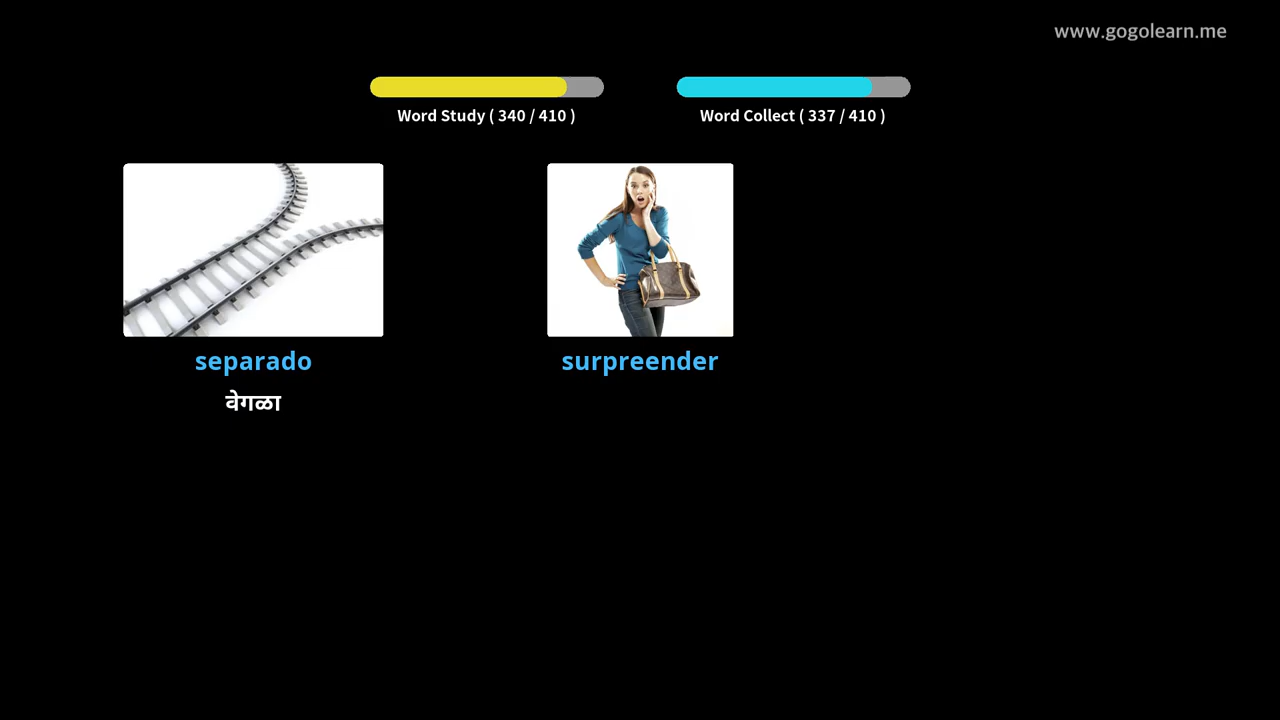 www.gogolearn.me
Word Study ( 340 / 410 )
Word Collect ( 337 / 410 )
separado
surpreender
वेगळा